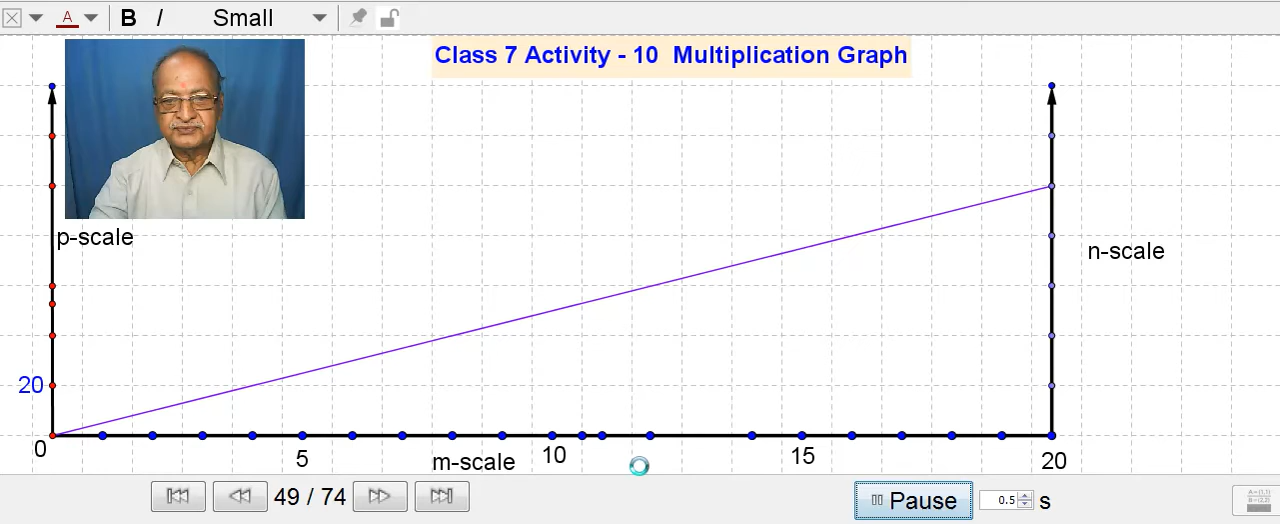 A B I Small
Class 7 Activity - 10 Multiplication Graph
p-scale
n-scale
20
0
5
m-scale
10
15
20
49 / 74
Pause
0.5 s